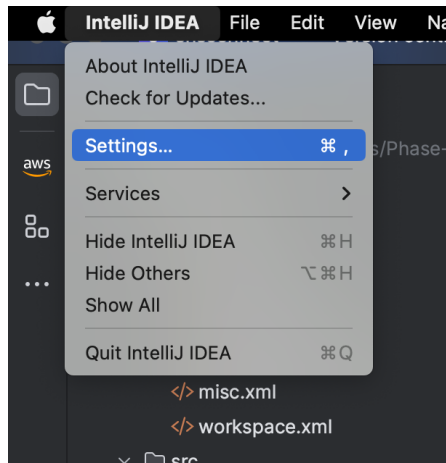 IntelliJ IDEA File Edit View Na
About IntelliJ IDEA
Check for Updates...
Settings... ⌘ ,
s/Phase-
aws
Services
Hide IntelliJ IDEA ⌘H
Hide Others ⌥⌘H
Show All
Quit IntelliJ IDEA ⌘Q
</> misc.xml
</> workspace.xml
src